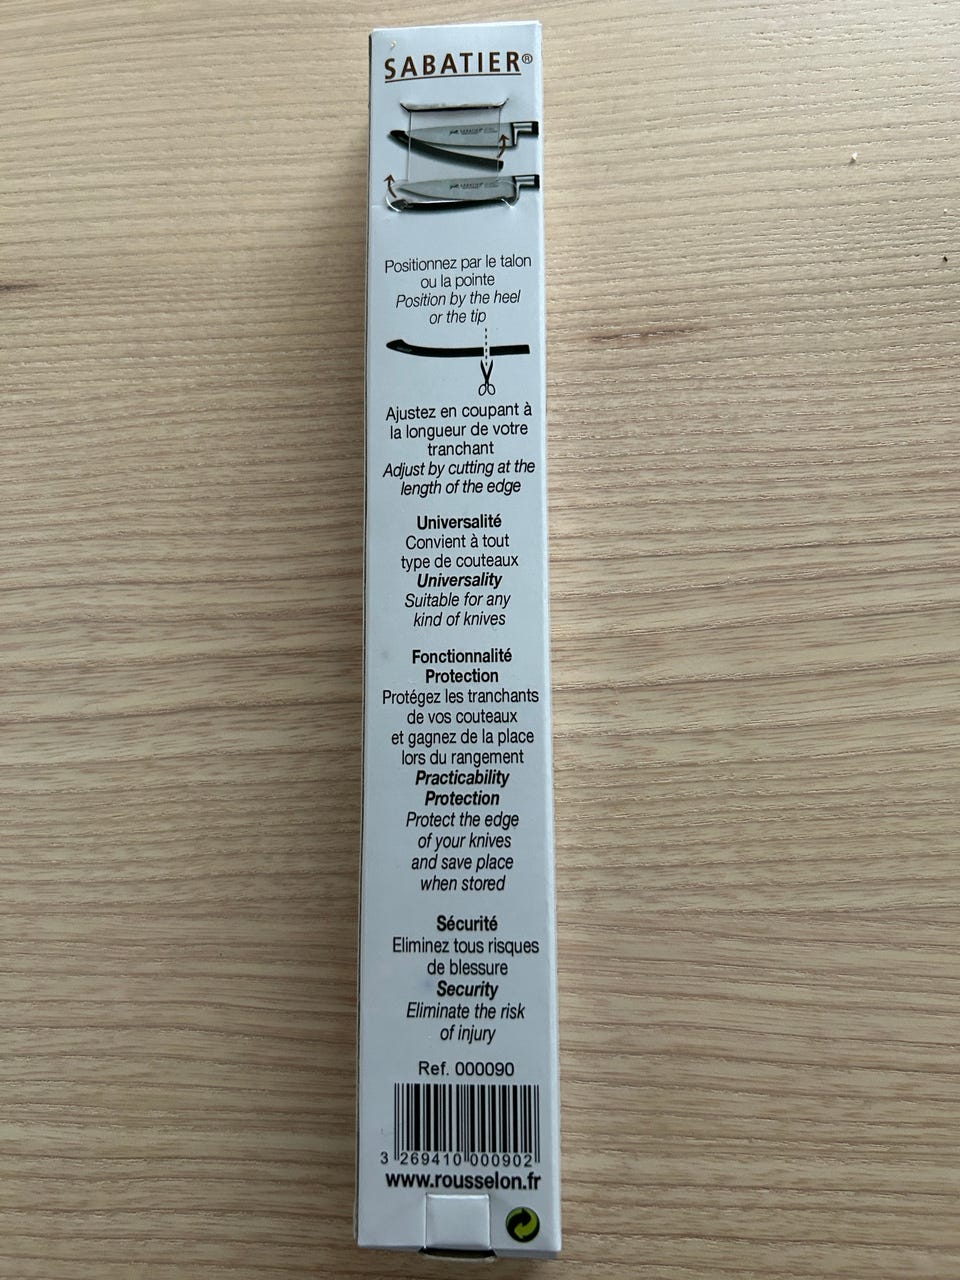 SABATIER®
Positionnez par le talon
ou la pointe
Position by the heel
or the tip
Ajustez en coupant à
la longueur de votre
tranchant
Adjust by cutting at the
length of the edge
Universalité
Convient à tout
type de couteaux
Universality
Suitable for any
kind of knives
Fonctionnalité
Protection
Protégez les tranchants
de vos couteaux
et gagnez de la place
lors du rangement
Practicability
Protection
Protect the edge
of your knives
and save place
when stored
Sécurité
Eliminez tous risques
de blessure
Security
Eliminate the risk
of injury
Ref. 000090
3 269410 000902
www.rousselon.fr